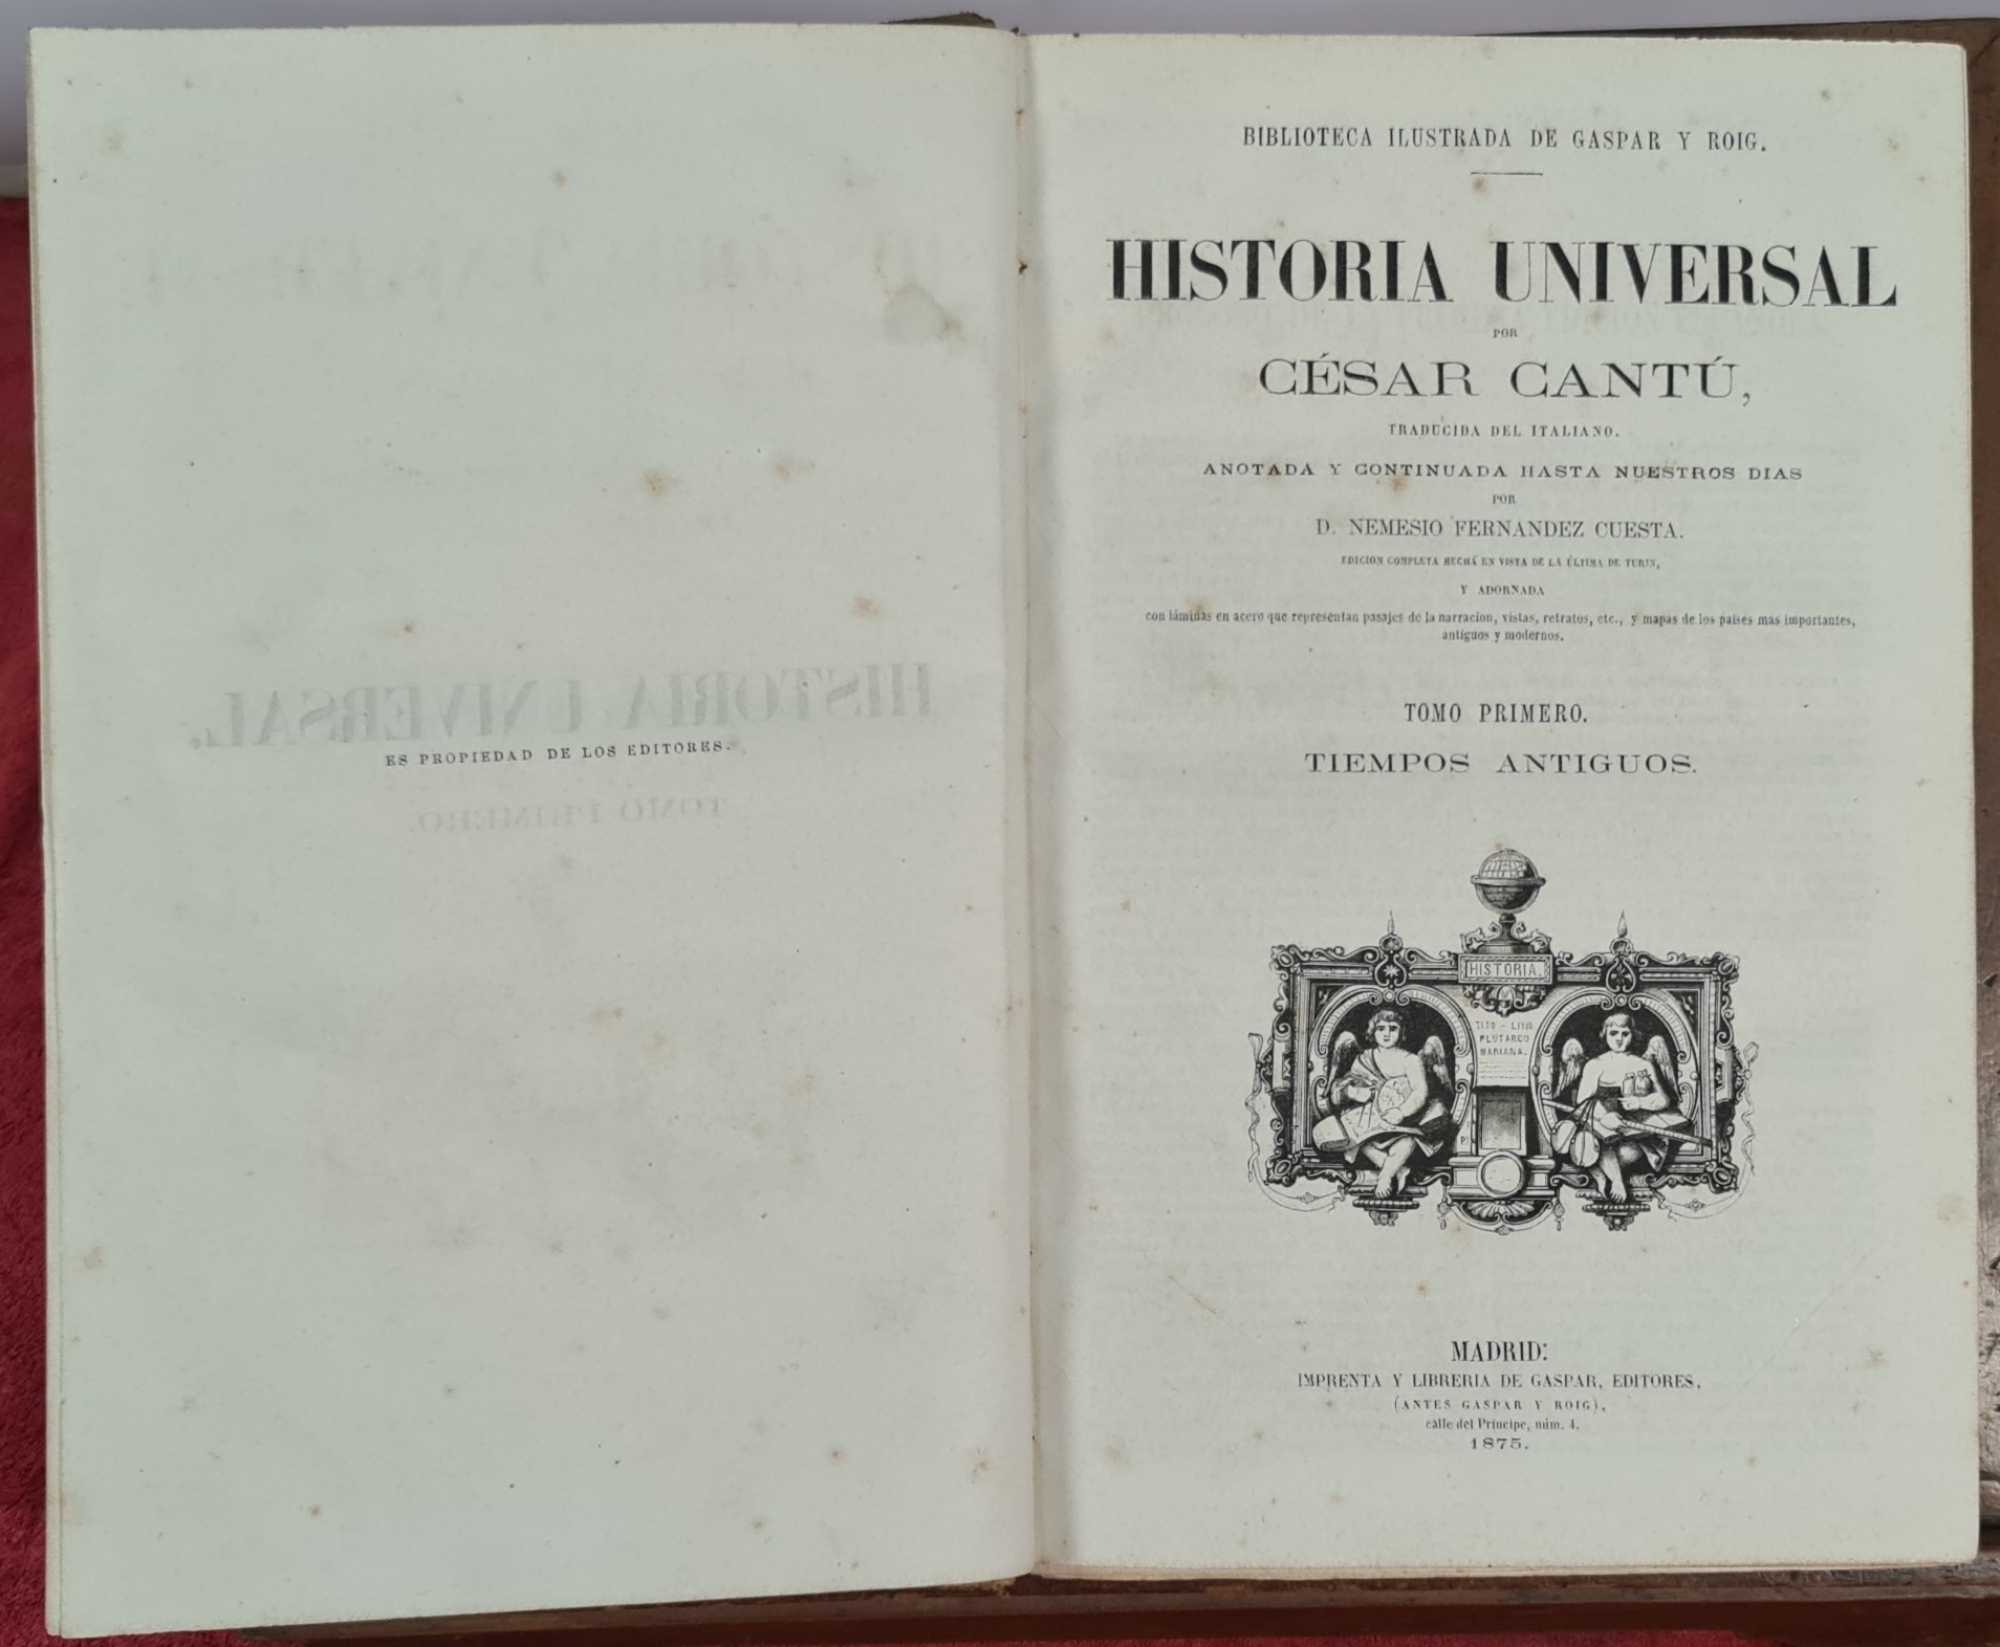 ES PROPIEDAD DE LOS EDITORES.
HISTORIA UNIVERSAL.
TOMO PRIMERO.
BIBLIOTECA ILUSTRADA DE GASPAR Y ROIG.
HISTORIA UNIVERSAL
POR
CÉSAR CANTÚ,
TRADUCIDA DEL ITALIANO.
ANOTADA Y CONTINUADA HASTA NUESTROS DIAS
POR
D. NEMESIO FERNANDEZ CUESTA.
EDICION COMPLETA HECHA EN VISTA DE LA ÚLTIMA DE TURIN,
Y ADORNADA
con láminas en acero que representan pasajes de la narracion, vistas, retratos, etc., y mapas de los paises mas importantes,
antiguos y modernos.
TOMO PRIMERO.
TIEMPOS ANTIGUOS.
HISTORIA.
TITO - LIVIO
PLUTARCO
MARIANA.
MADRID:
IMPRENTA Y LIBRERIA DE GASPAR, EDITORES,
(ANTES GASPAR Y ROIG),
calle del Príncipe, núm. 4.
1875.